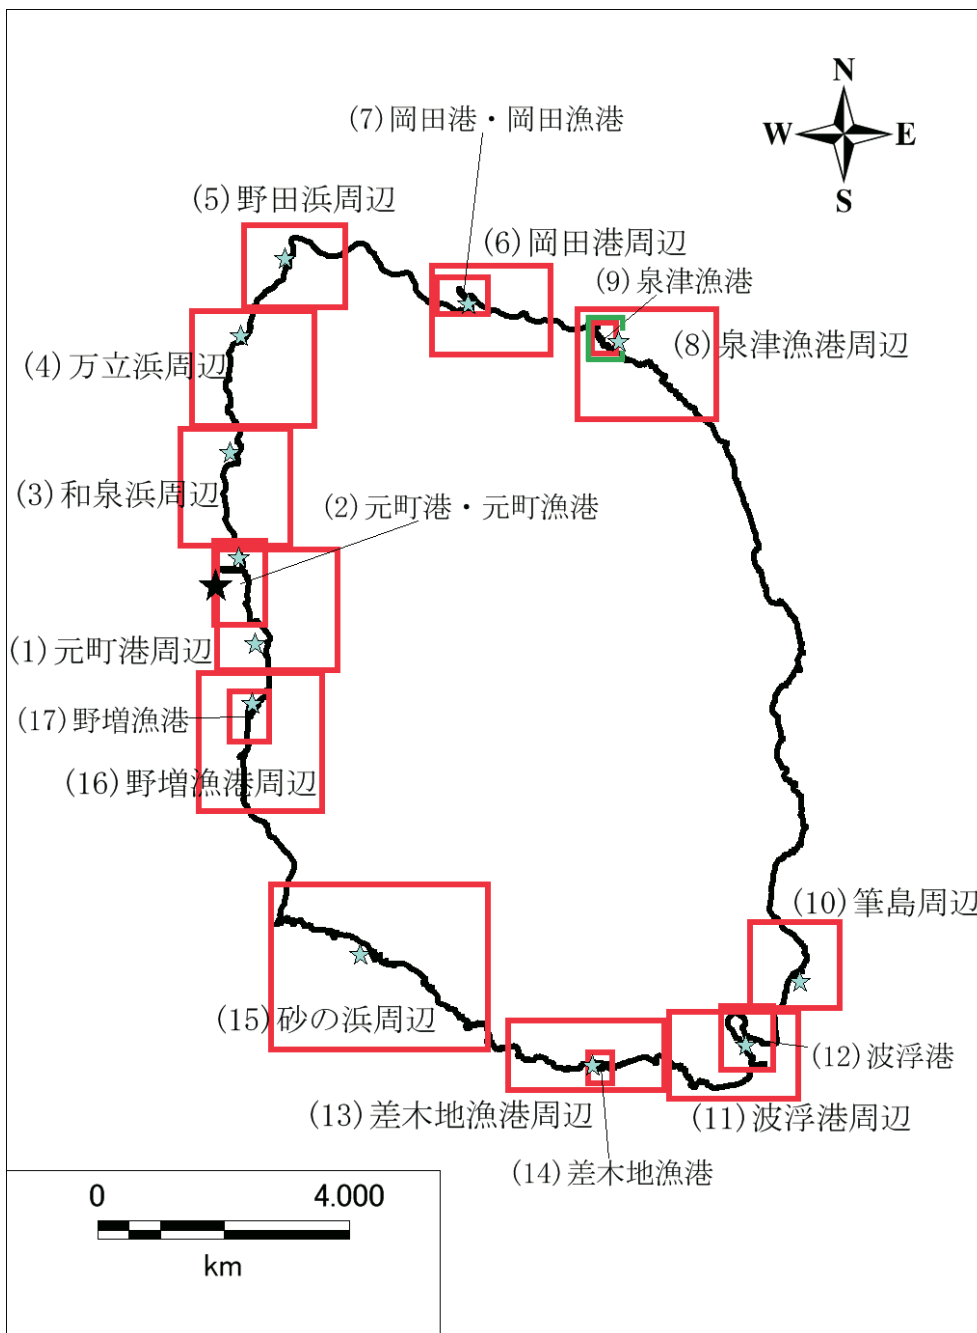 N
(7)岡田港・岡田漁港
W
E
S
(5)野田浜周辺
(6)岡田港周辺
(9)泉津漁港
(8)泉津漁港周辺
(4)万立浜周辺
(3)和泉浜周辺
(2)元町港・元町漁港
(1)元町港周辺
(17)野増漁港
(16)野増漁港周辺
(10)筆島周辺
(15)砂の浜周辺
(12)波浮港
(13)差木地漁港周辺
(11)波浮港周辺
(14)差木地漁港
0
4.000
km